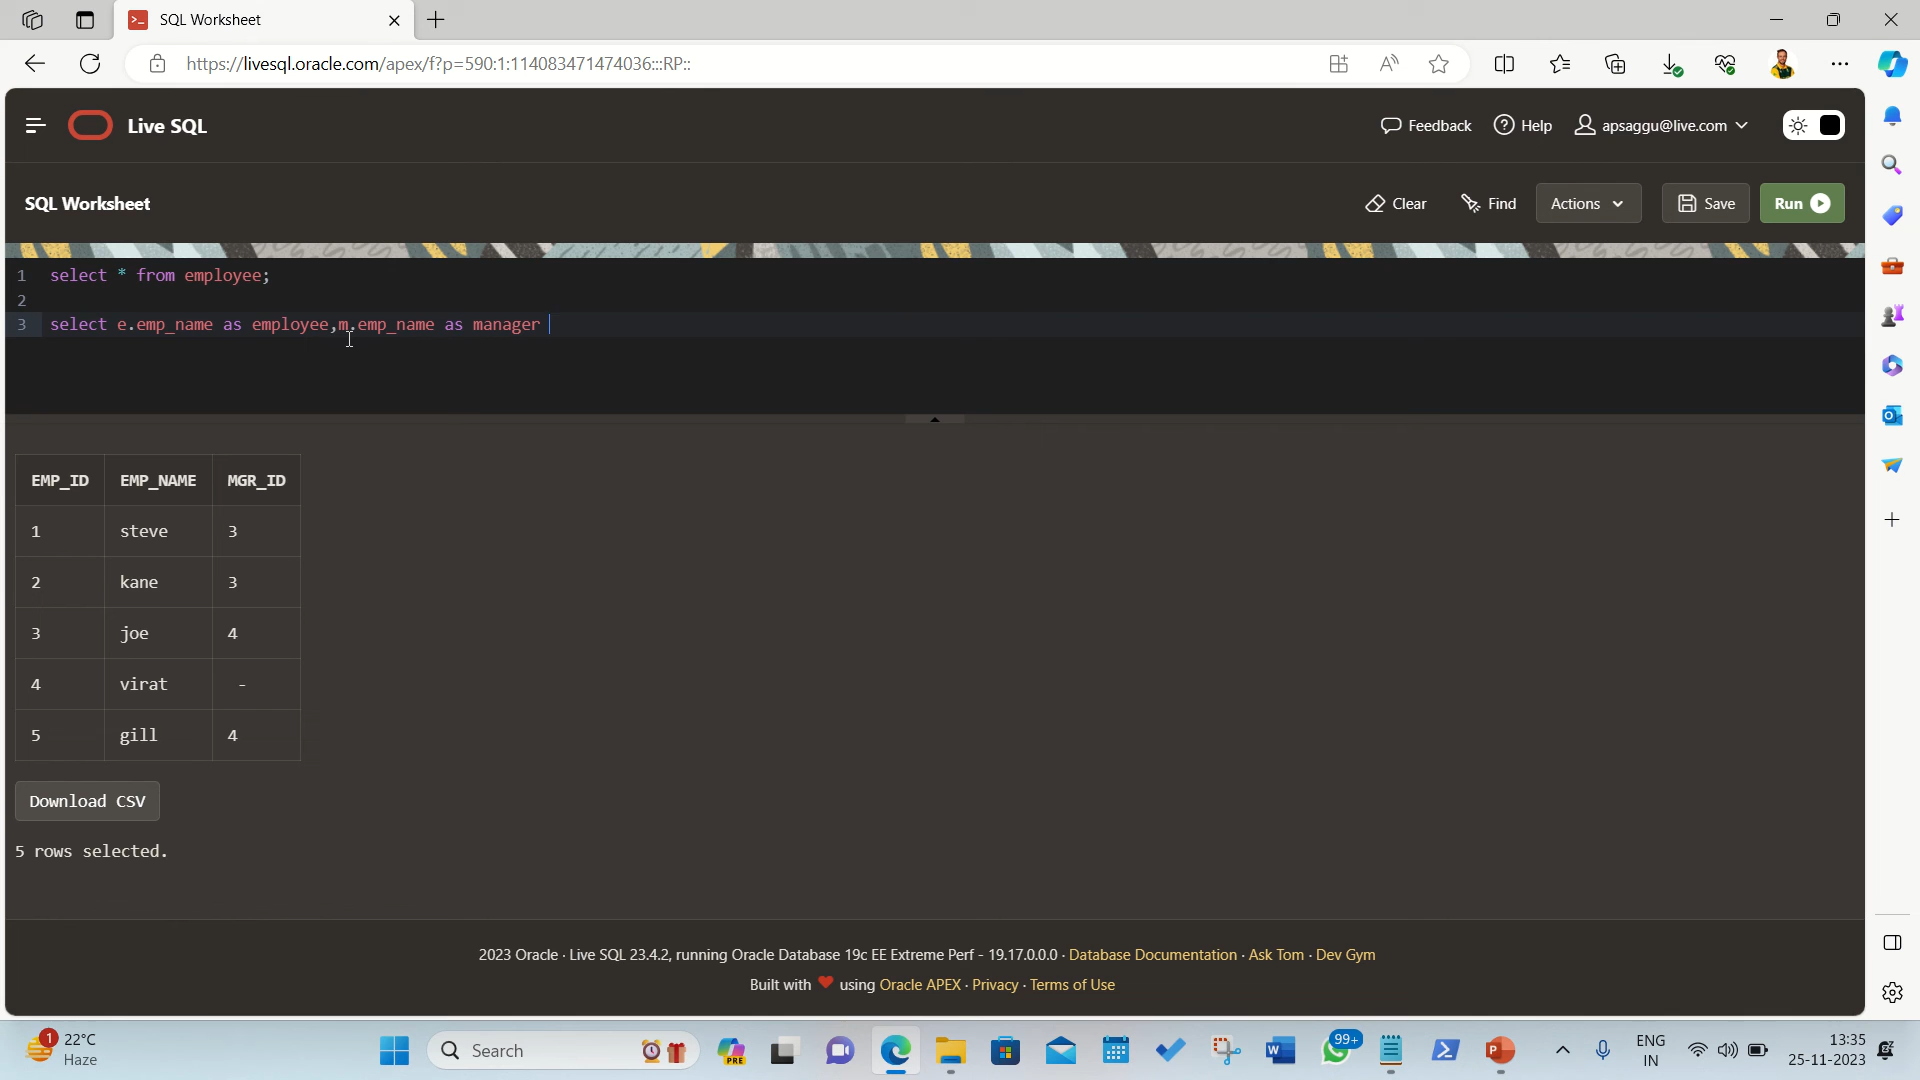 SQL Worksheet
https://livesql.oracle.com/apex/f?p=590:1:114083471474036:::RP::
Live SQL
Feedback
Help
apsaggu@live.com
SQL Worksheet
Clear
Find
Actions
Save
Run
1 select * from employee;
2
3 select e.emp_name as employee,m.emp_name as manager
EMP_ID EMP_NAME MGR_ID
1 steve 3
2 kane 3
3 joe 4
4 virat -
5 gill 4
Download CSV
5 rows selected.
2023 Oracle · Live SQL 23.4.2, running Oracle Database 19c EE Extreme Perf - 19.17.0.0.0 · Database Documentation · Ask Tom · Dev Gym
Built with ❤ using Oracle APEX · Privacy · Terms of Use
1
22°C
Haze
Search
PRE
99+
ENG
IN
13:35
25-11-2023